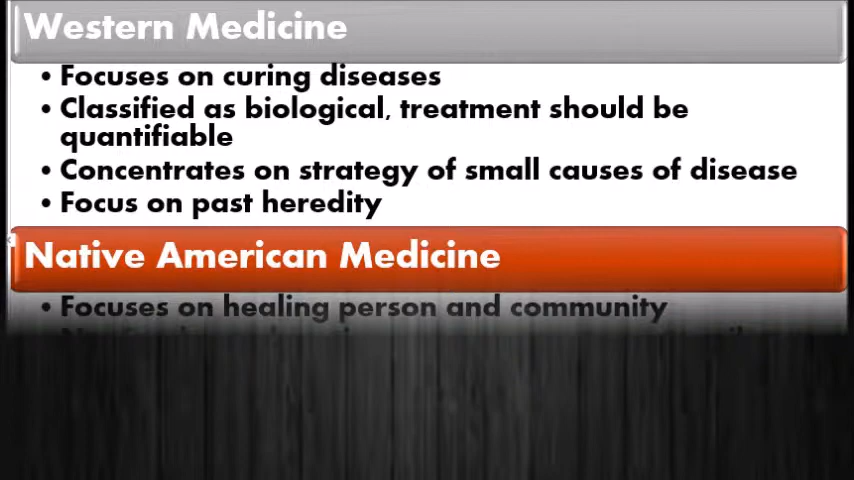 Western Medicine
• Focuses on curing diseases
• Classified as biological, treatment should be
quantifiable
• Concentrates on strategy of small causes of disease
• Focus on past heredity
Native American Medicine
• Focuses on healing person and community